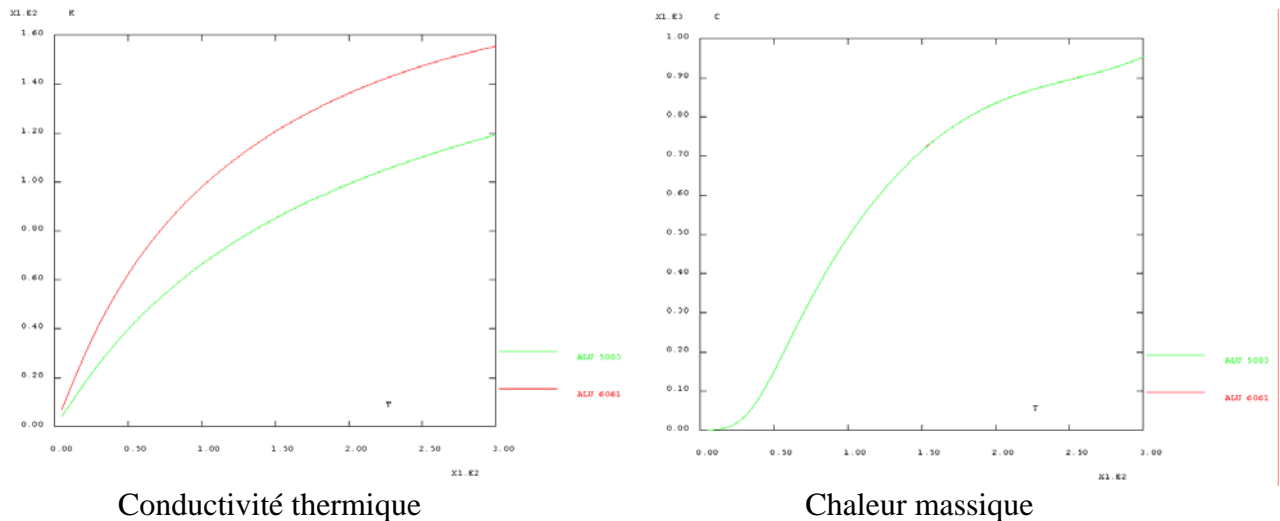 X1.E2 K
1.60
1.40
1.20
1.00
0.80
0.60
0.40
0.20
0.00
0.00 0.50 1.00 1.50 2.00 2.50 3.00
T
X1.E2
ALU 5083
ALU 6061
Conductivité thermique
X1.E3 C
1.00
0.90
0.80
0.70
0.60
0.50
0.40
0.30
0.20
0.10
0.00
0.00 0.50 1.00 1.50 2.00 2.50 3.00
T
X1.E2
ALU 5083
ALU 6061
Chaleur massique